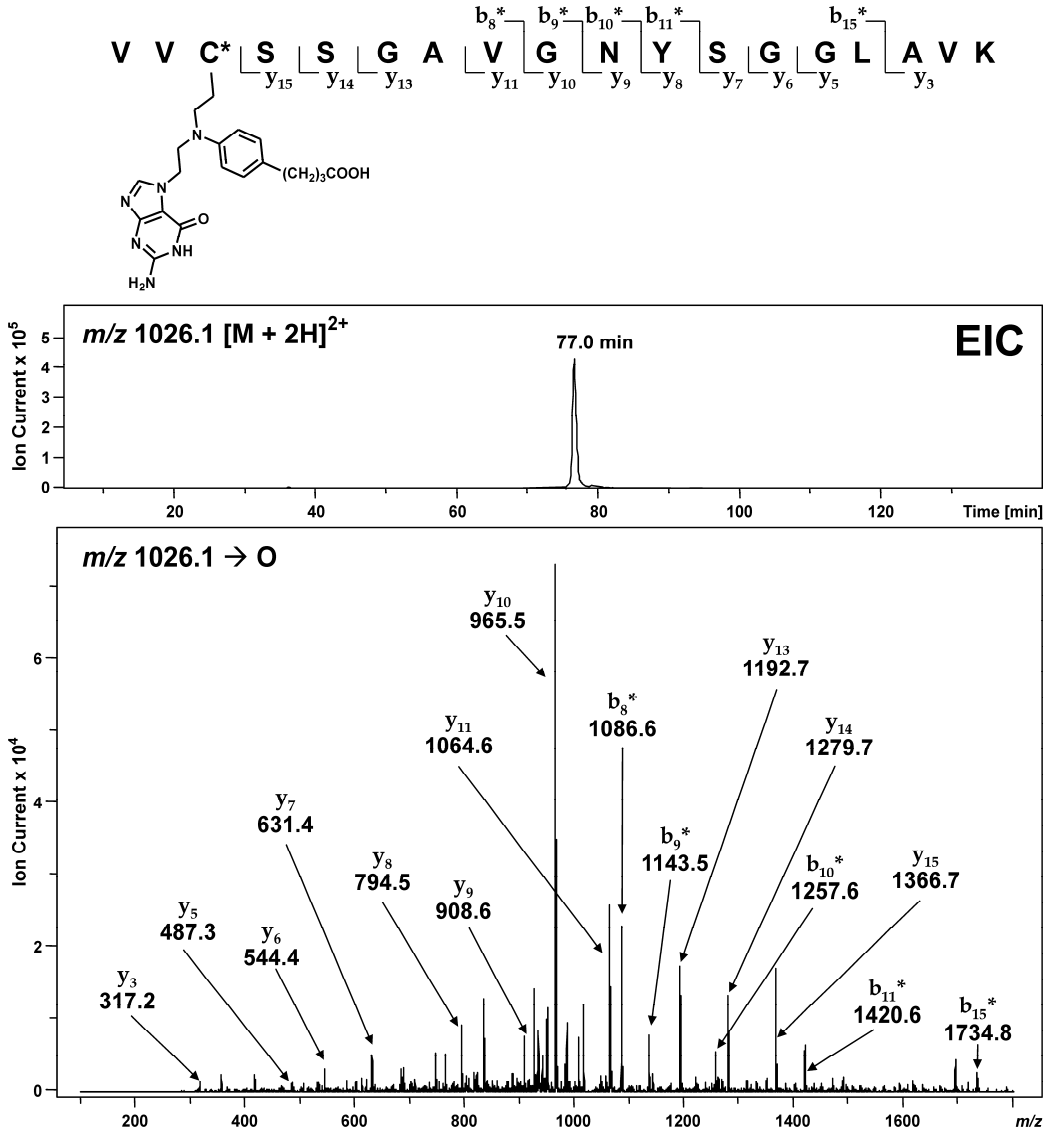 b8* b9* b10* b11* b15*
V V C* S S G A V G N Y S G G L A V K
y15 y14 y13 y11 y10 y9 y8 y7 y6 y5 y3
N
(CH2)3COOH
N
N
O
N
NH
H2N
m/z 1026.1 [M + 2H]2+
EIC
77.0 min
Ion Current x 10^5
5
4
3
2
1
0
20 40 60 80 100 120 Time [min]
m/z 1026.1 → O
y10
965.5
y13
1192.7
b8*
1086.6
y11
1064.6
y14
1279.7
y7
631.4
b9*
1143.5
y8
794.5
b10*
1257.6
y15
1366.7
y9
908.6
y5
487.3
y6
544.4
y3
317.2
b11*
1420.6
b15*
1734.8
Ion Current x 10^4
6
4
2
0
200 400 600 800 1000 1200 1400 1600 m/z